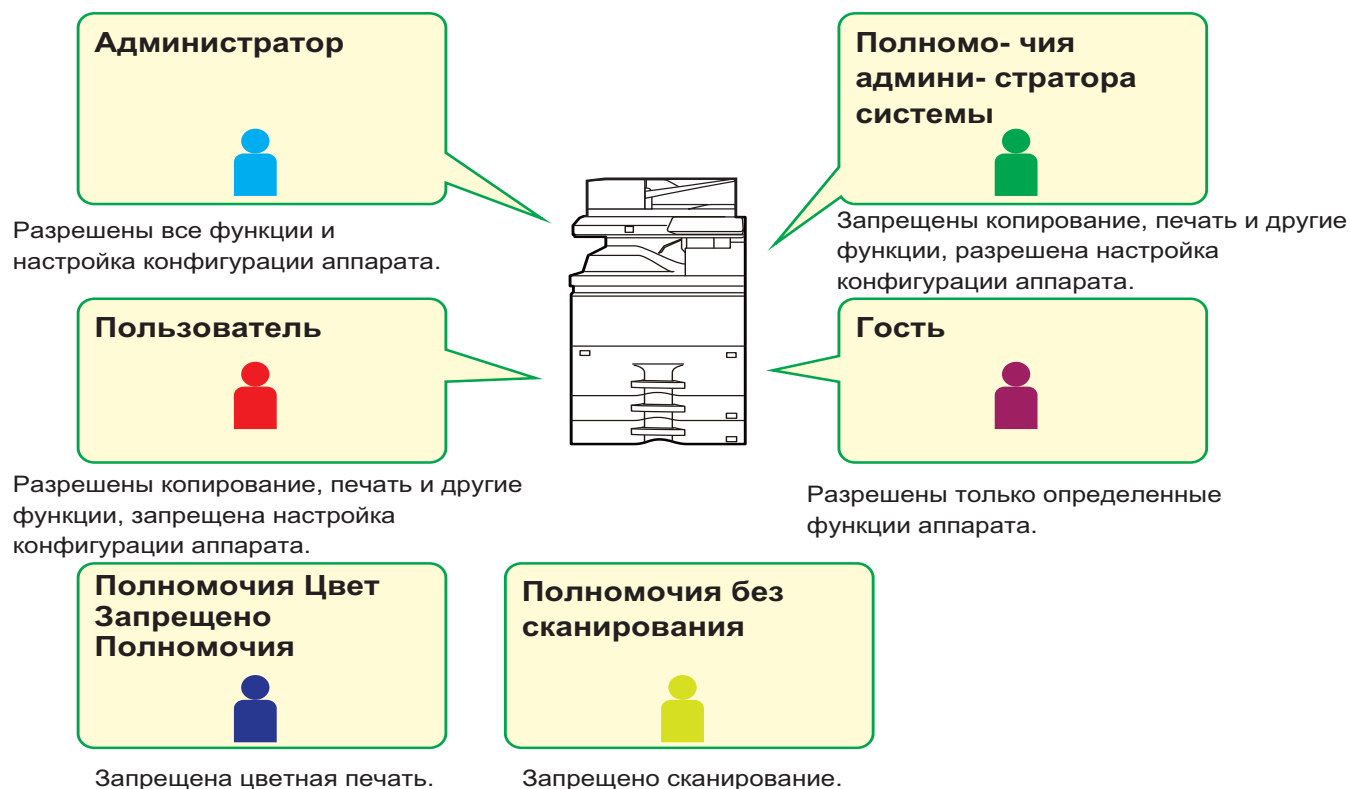 Администратор
Разрешены все функции и
настройка конфигурации аппарата.
Полномо- чия
админи- стратора
системы
Запрещены копирование, печать и другие
функции, разрешена настройка
конфигурации аппарата.
Пользователь
Разрешены копирование, печать и другие
функции, запрещена настройка
конфигурации аппарата.
Гость
Разрешены только определенные
функции аппарата.
Полномочия Цвет
Запрещено
Полномочия
Запрещена цветная печать.
Полномочия без
сканирования
Запрещено сканирование.